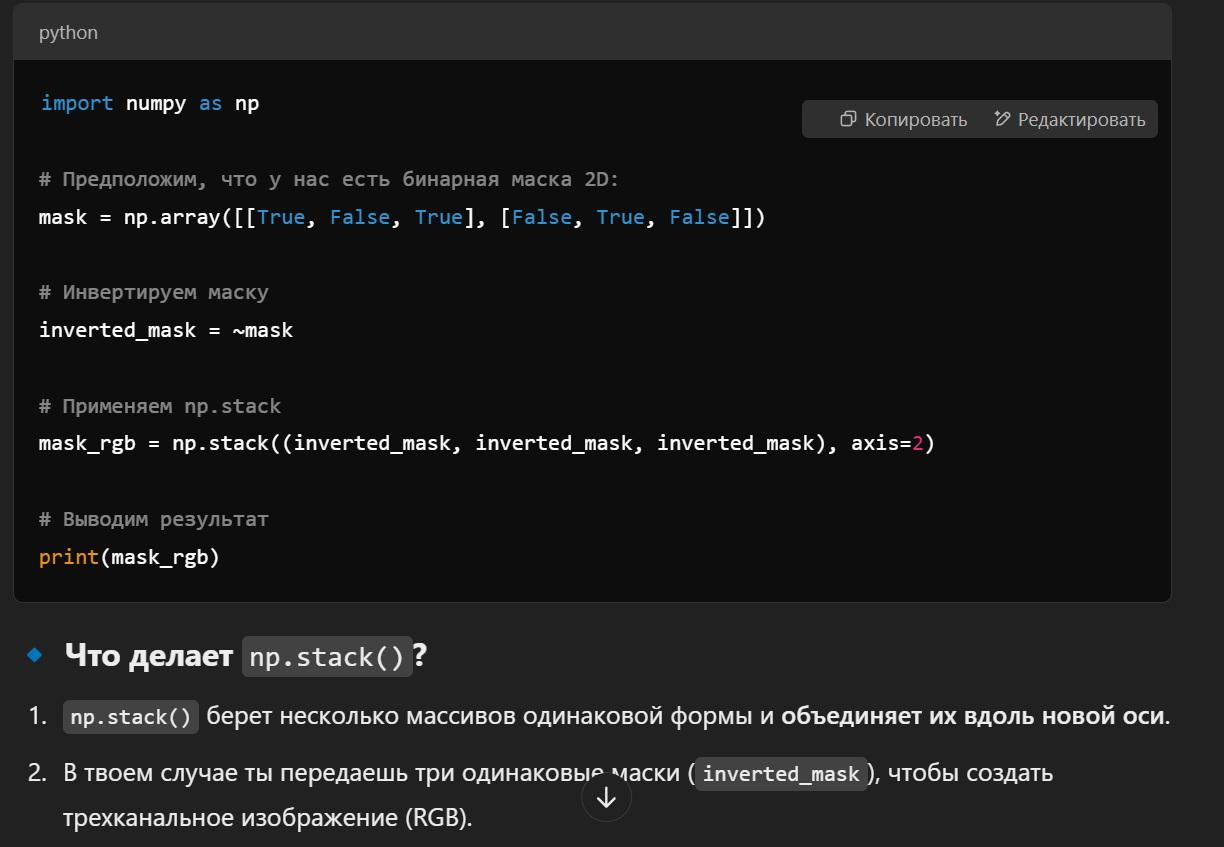 python
import numpy as np
Копировать
Редактировать
# Предположим, что у нас есть бинарная маска 2D:
mask = np.array([[True, False, True], [False, True, False]])
# Инвертируем маску
inverted_mask = ~mask
# Применяем np.stack
mask_rgb = np.stack((inverted_mask, inverted_mask, inverted_mask), axis=2)
# Выводим результат
print(mask_rgb)
Что делает np.stack()?
1. np.stack() берет несколько массивов одинаковой формы и объединяет их вдоль новой оси.
2. В твоем случае ты передаешь три одинаковые маски (inverted_mask), чтобы создать
трехканальное изображение (RGB).